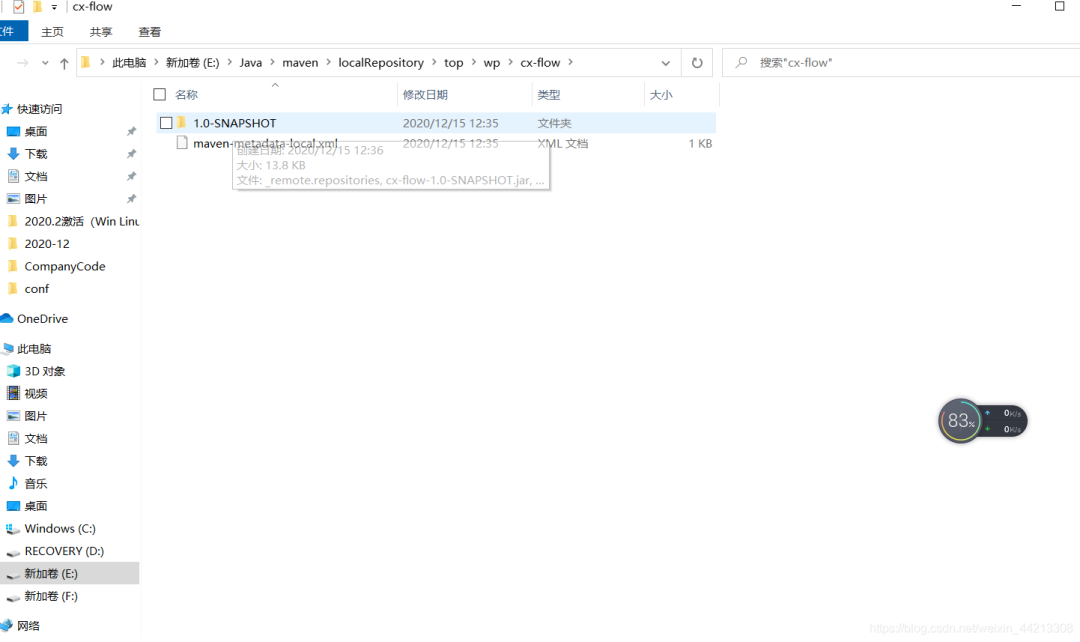 cx-flow
件 主页 共享 查看
此电脑 新加卷 (E:) Java maven localRepository top wp cx-flow 搜索"cx-flow"
名称 修改日期 类型 大小
1.0-SNAPSHOT 2020/12/15 12:35 文件夹
maven-metadata-local.xml 2020/12/15 12:35 XML 文档 1 KB
创建日期: 2020/12/15 12:36
大小: 13.8 KB
文件: _remote.repositories, cx-flow-1.0-SNAPSHOT.jar, ...
快速访问
桌面
下载
文档
图片
2020.2激活（Win Linu
2020-12
CompanyCode
conf
OneDrive
此电脑
3D 对象
视频
图片
文档
下载
音乐
桌面
Windows (C:)
RECOVERY (D:)
新加卷 (E:)
新加卷 (F:)
网络
83%
0K/s
0K/s
https://blog.csdn.net/weixin_44213308